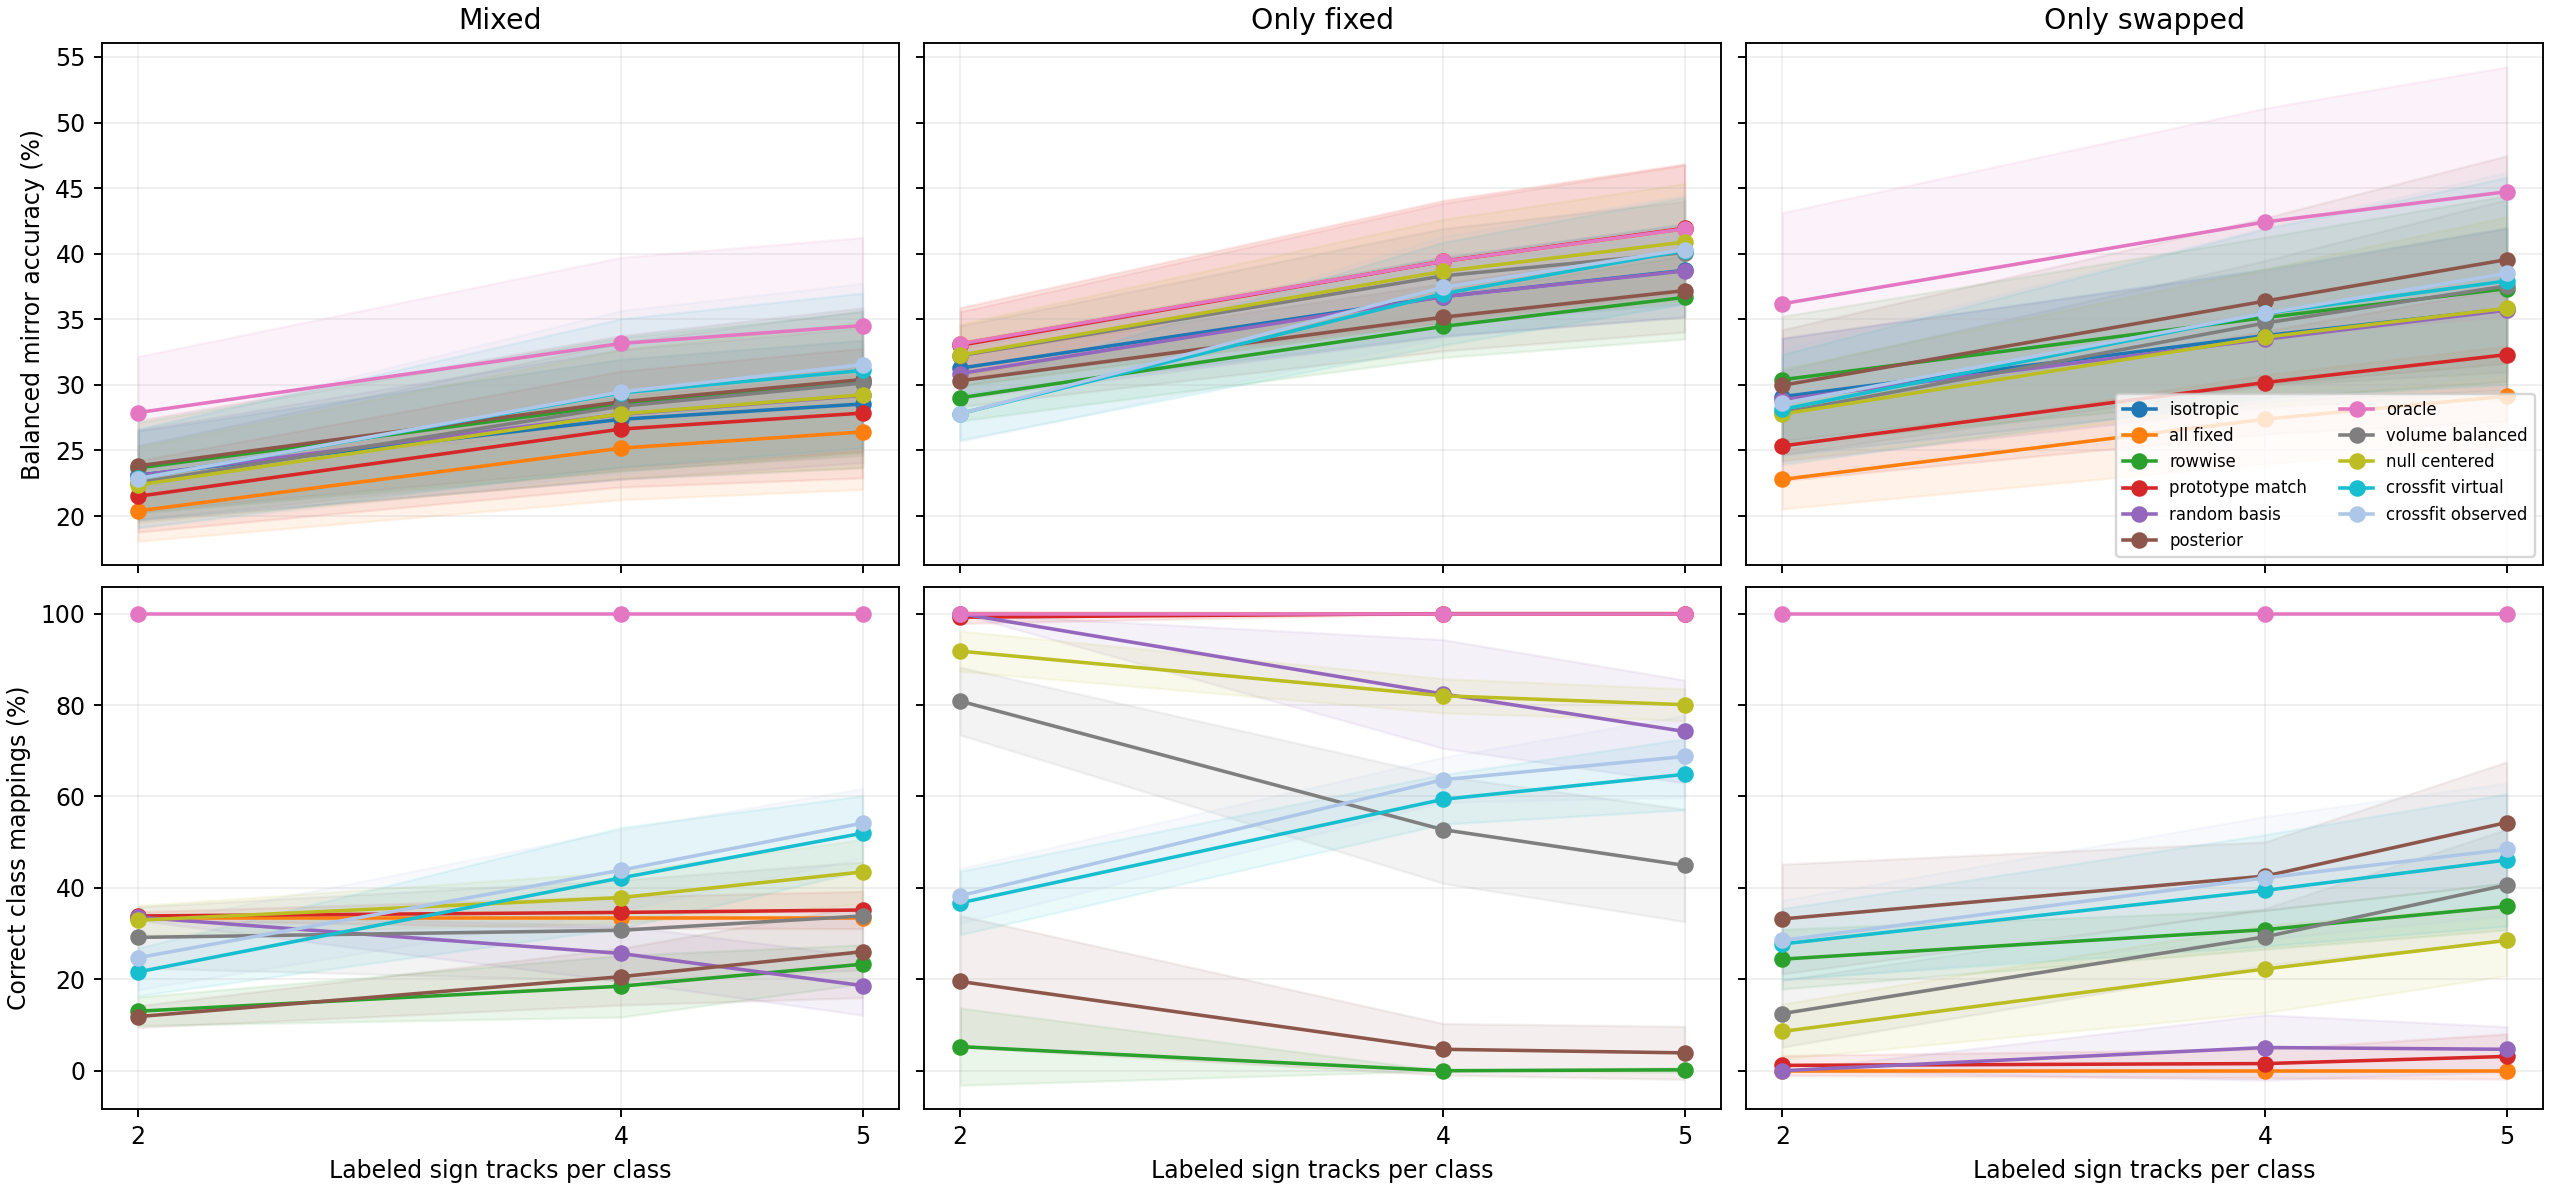 Mixed
Only fixed
Only swapped
Balanced mirror accuracy (%)
55
50
45
40
35
30
25
20
isotropic
all fixed
rowwise
prototype match
random basis
posterior
oracle
volume balanced
null centered
crossfit virtual
crossfit observed
Correct class mappings (%)
100
80
60
40
20
0
2 4 5
2 4 5
2 4 5
Labeled sign tracks per class
Labeled sign tracks per class
Labeled sign tracks per class